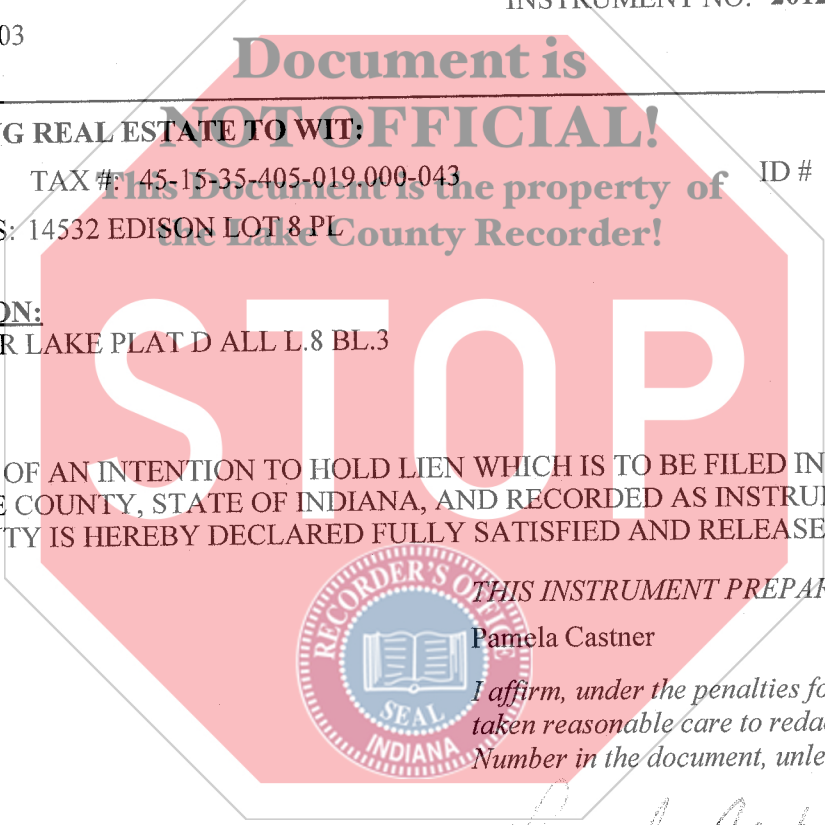 INSTRUMENT NO. 2012
03
Document is
NOT OFFICIAL!
G REAL ESTATE TO WIT:
TAX #: 45-15-35-405-019.000-043
ID #
This Document is the property of
S: 14532 EDISON LOT 8 PL
the Lake County Recorder!
ON:
R LAKE PLAT D ALL L.8 BL.3
STOP
OF AN INTENTION TO HOLD LIEN WHICH IS TO BE FILED IN
E COUNTY, STATE OF INDIANA, AND RECORDED AS INSTRU
TY IS HEREBY DECLARED FULLY SATISFIED AND RELEASE
THIS INSTRUMENT PREPAR
Pamela Castner
RECORDER'S OFFICE
SEAL
INDIANA
I affirm, under the penalties fo
taken reasonable care to reda
Number in the document, unle